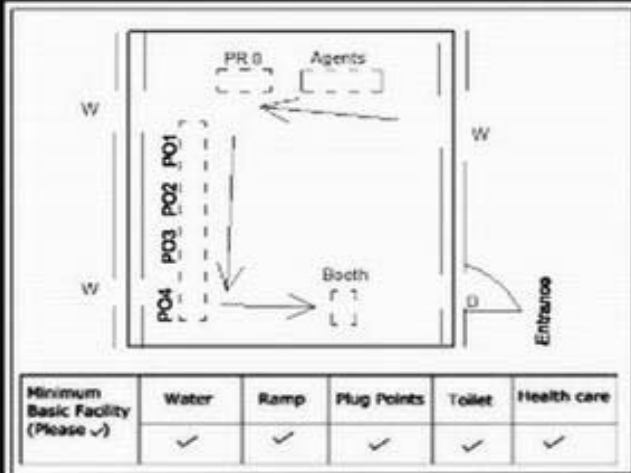 PR 0 Agents
W
W
PO1
PO2
PO3
PO4
W
Booth
D
Entrance
Minimum Basic Facility (Please ✓) Water Ramp Plug Points Toilet Health care
✓ ✓ ✓ ✓ ✓